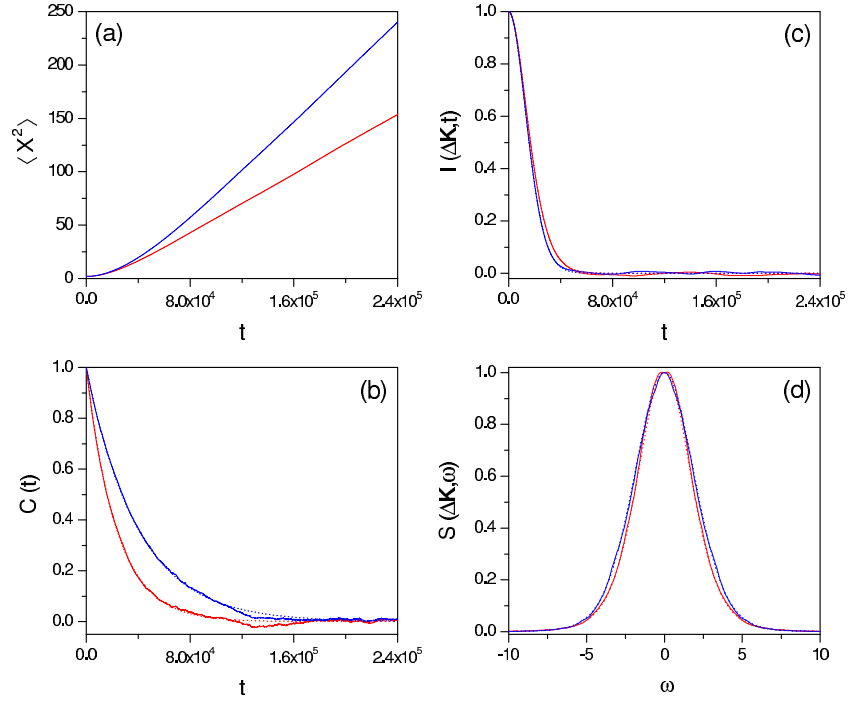 (a)
250
200
150
100
50
0
⟨ X² ⟩
0.0 8.0x10⁴ 1.6x10⁵ 2.4x10⁵
t
(c)
1.0
0.8
0.6
0.4
0.2
0.0
I (ΔK,t)
0.0 8.0x10⁴ 1.6x10⁵ 2.4x10⁵
t
(b)
1.0
0.8
0.6
0.4
0.2
0.0
C (t)
0.0 8.0x10⁴ 1.6x10⁵ 2.4x10⁵
t
(d)
1.0
0.8
0.6
0.4
0.2
0.0
S (ΔK,ω)
-10 -5 0 5 10
ω